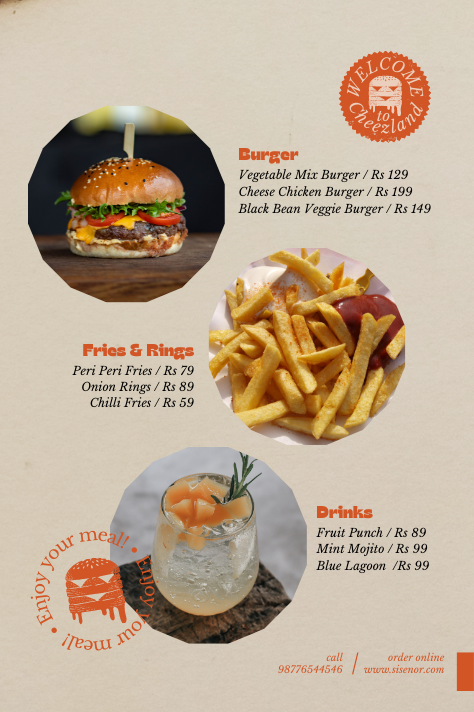 WELCOME
to
Cheezland
Burger
Vegetable Mix Burger / Rs 129
Cheese Chicken Burger / Rs 199
Black Bean Veggie Burger / Rs 149
Fries & Rings
Peri Peri Fries / Rs 79
Onion Rings / Rs 89
Chilli Fries / Rs 59
Drinks
Fruit Punch / Rs 89
Mint Mojito / Rs 99
Blue Lagoon /Rs 99
• Enjoy your meal! • Enjoy your meal!
call
98776544546
order online
www.sisenor.com